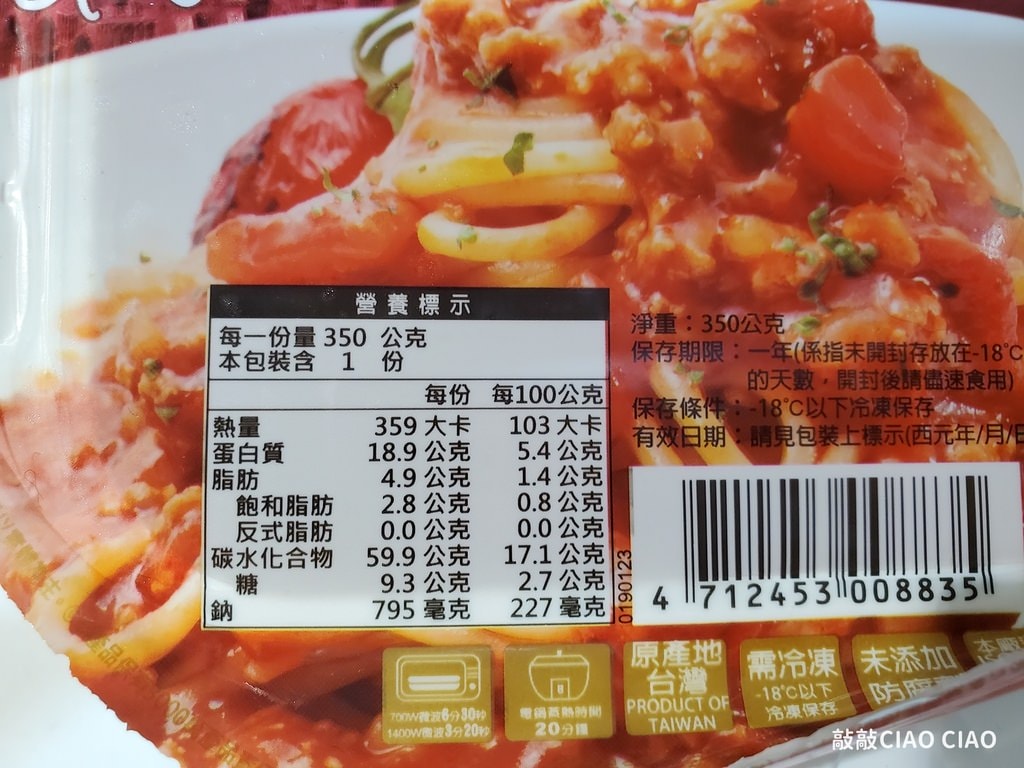 營養標示
每一份量 350 公克
本包裝含 1 份
每份 每100公克
熱量 359 大卡 103 大卡
蛋白質 18.9 公克 5.4 公克
脂肪 4.9 公克 1.4 公克
飽和脂肪 2.8 公克 0.8 公克
反式脂肪 0.0 公克 0.0 公克
碳水化合物 59.9 公克 17.1 公克
糖 9.3 公克 2.7 公克
鈉 795 毫克 227 毫克
淨重：350公克
保存期限：一年(係指未開封存放在-18℃
的天數，開封後請儘速食用)
保存條件：-18℃以下冷凍保存
有效日期：請見包裝上標示(西元年/月/日
0190123
4 712453 008835
700W微波6分30秒
1400W微波3分20秒
電鍋蒸熱時間
20分鐘
原產地
台灣
PRODUCT OF
TAIWAN
需冷凍
-18℃以下
冷凍保存
未添加
防腐
敲敲CIAO CIAO